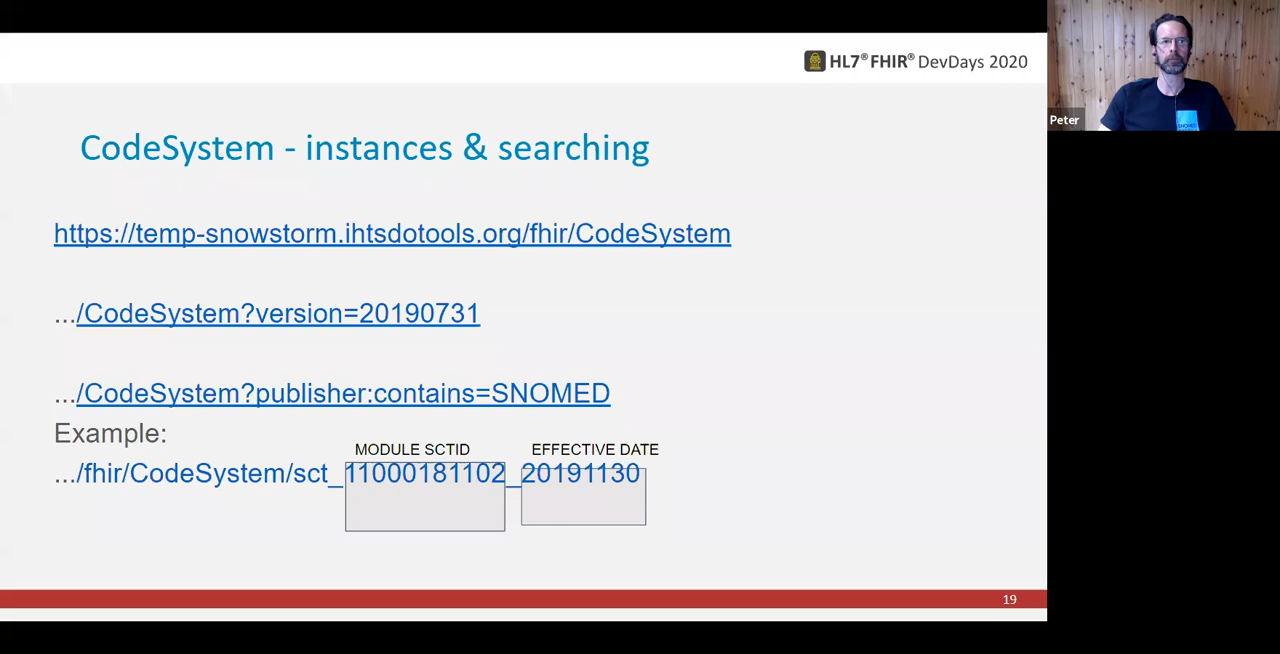 HL7® FHIR® DevDays 2020
Peter
CodeSystem - instances & searching
https://temp-snowstorm.ihtsdotools.org/fhir/CodeSystem
.../CodeSystem?version=20190731
.../CodeSystem?publisher:contains=SNOMED
Example:
MODULE SCTID EFFECTIVE DATE
.../fhir/CodeSystem/sct_11000181102_20191130
19